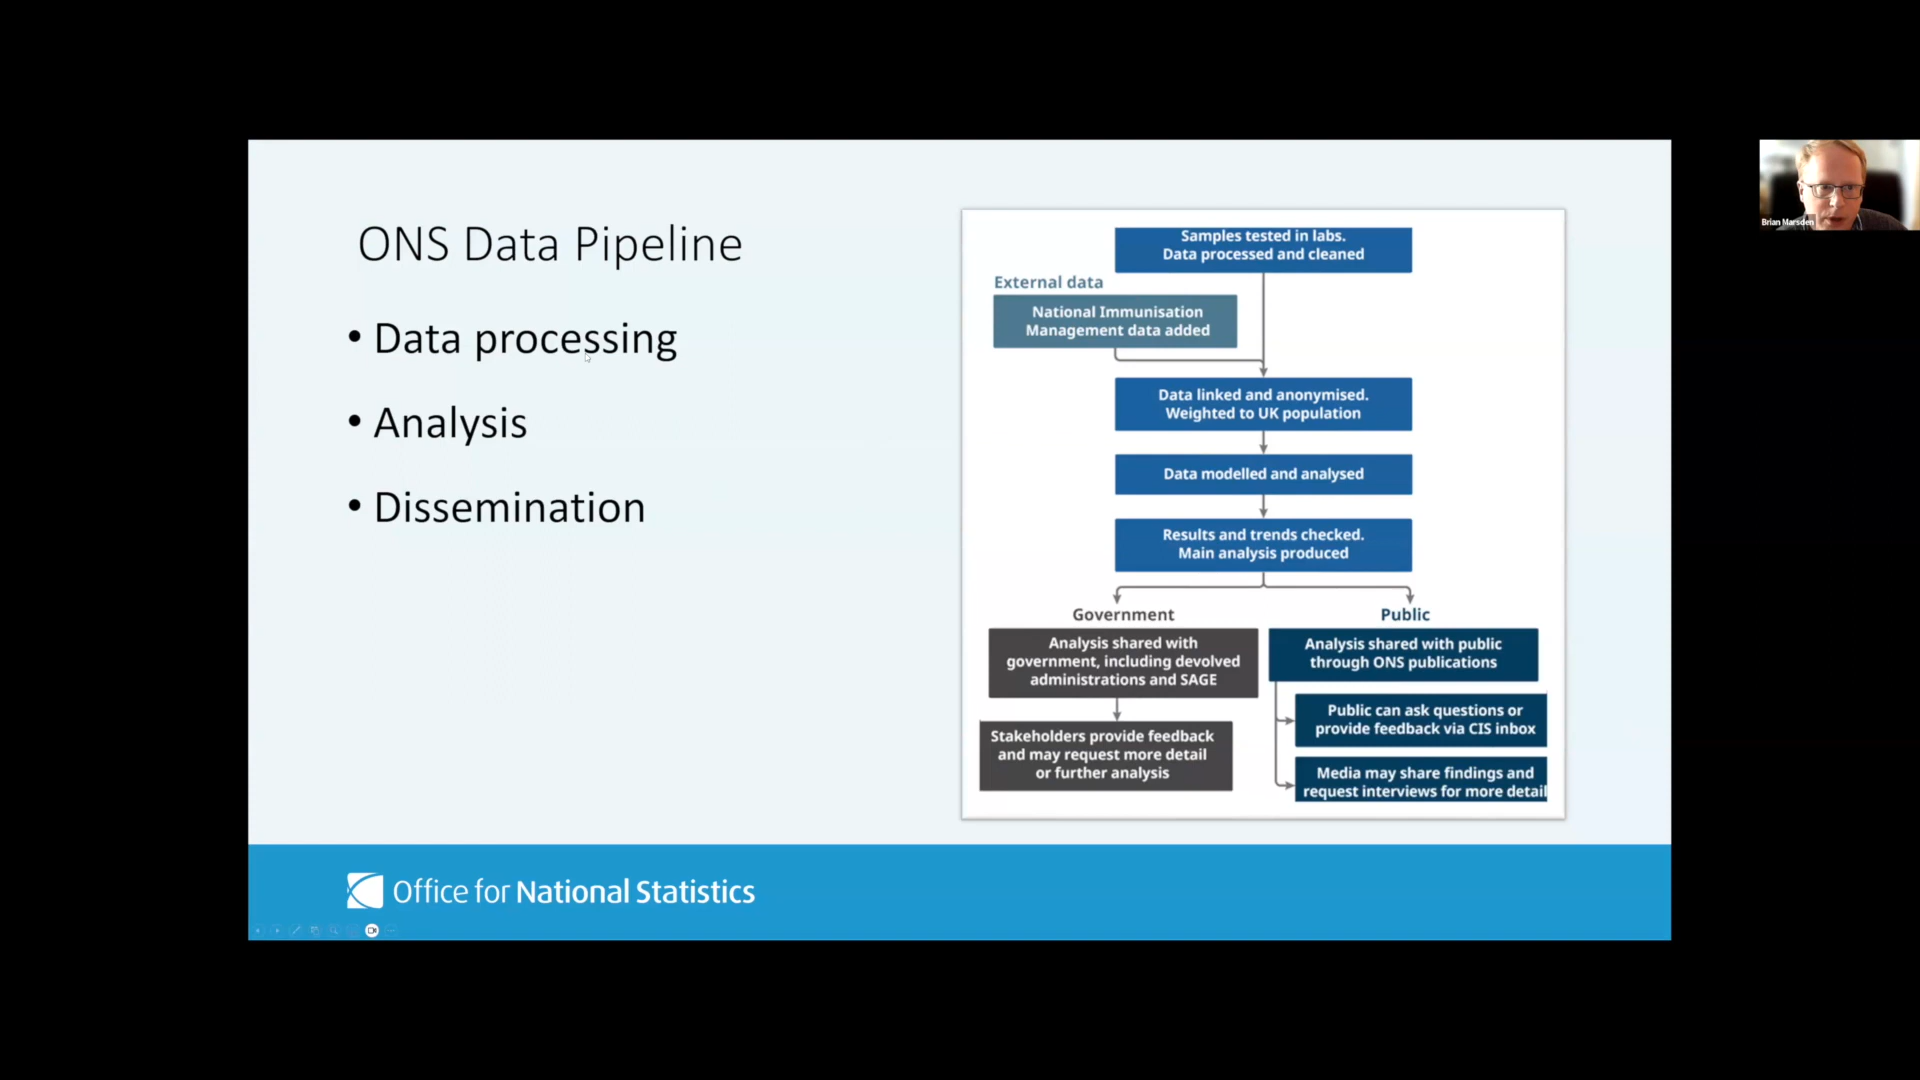 ONS Data Pipeline
• Data processing
• Analysis
• Dissemination
Samples tested in labs.
Data processed and cleaned
External data
National Immunisation
Management data added
Data linked and anonymised.
Weighted to UK population
Data modelled and analysed
Results and trends checked.
Main analysis produced
Government
Analysis shared with
government, including devolved
administrations and SAGE
Stakeholders provide feedback
and may request more detail
or further analysis
Public
Analysis shared with public
through ONS publications
Public can ask questions or
provide feedback via CIS inbox
Media may share findings and
request interviews for more detail
Office for National Statistics
Brian Marsden